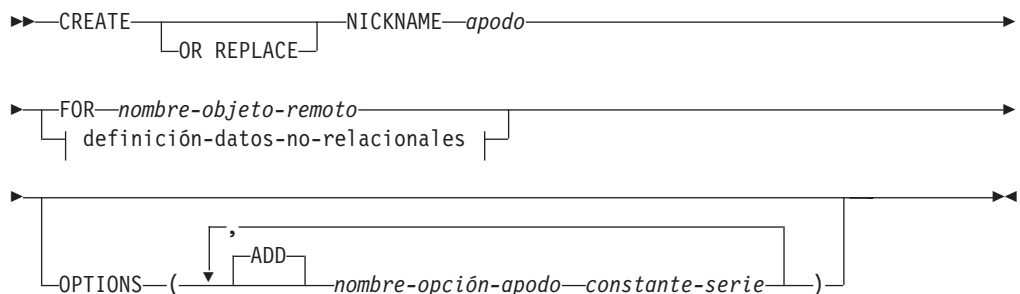 CREATE NICKNAME apodo
OR REPLACE
FOR nombre-objeto-remoto
definición-datos-no-relacionales
,
ADD
OPTIONS ( nombre-opción-apodo constante-serie )